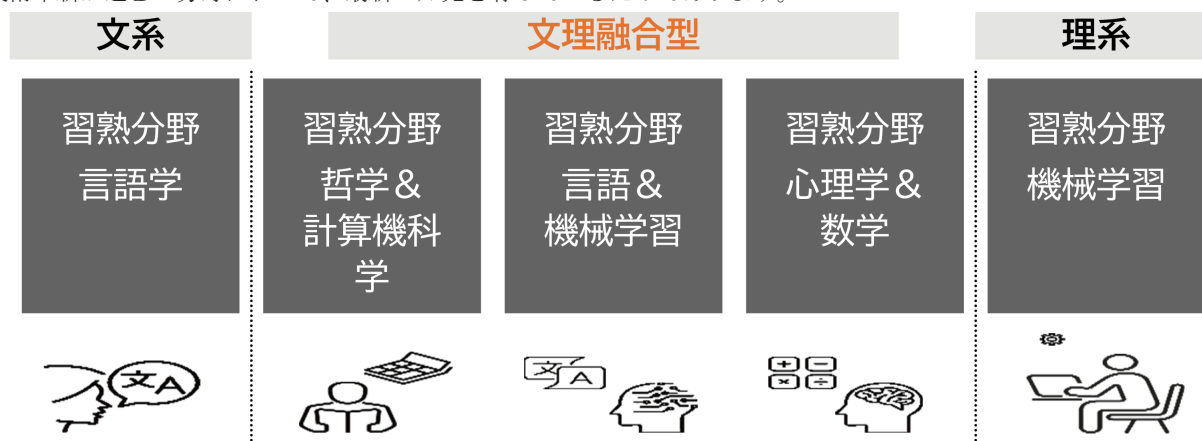 文系
文理融合型
理系
習熟分野
言語学
習熟分野
哲学＆
計算機科
学
習熟分野
言語＆
機械学習
習熟分野
心理学＆
数学
習熟分野
機械学習
文A
文A